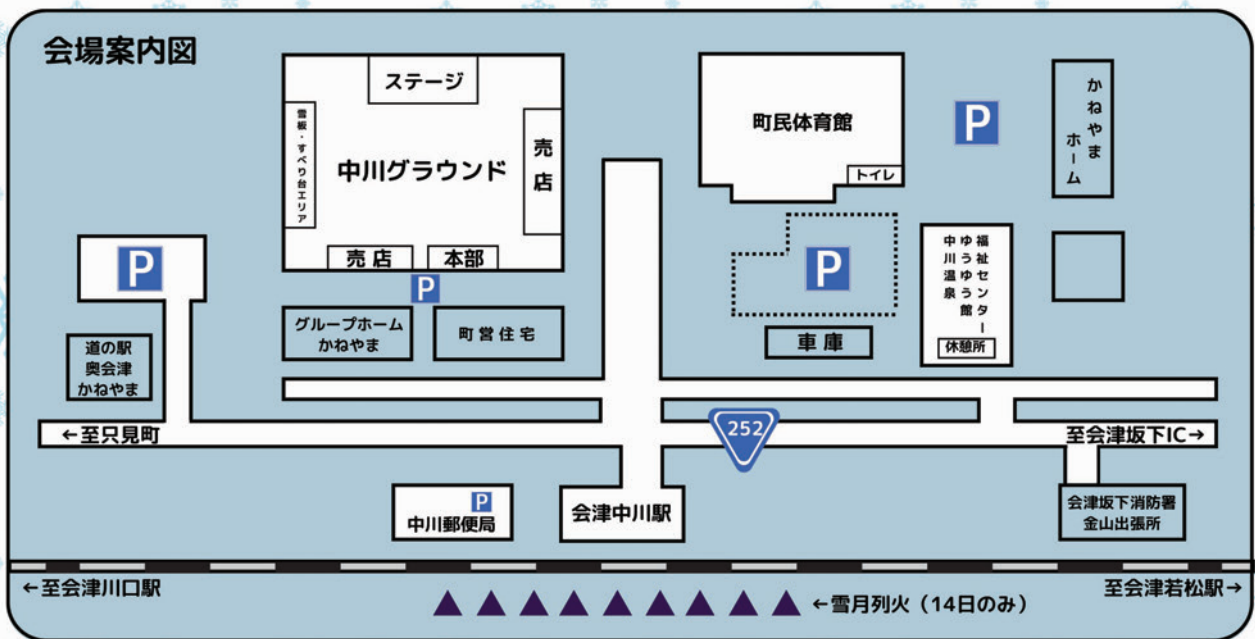 会場案内図
ステージ
雪板・すべり台エリア
中川グラウンド
売店
売店
本部
P
町民体育館
トイレ
P
かねやま
ホーム
P
P
福祉センター
ゆうゆう館
中川温泉
休憩所
車庫
グループホーム
かねやま
町営住宅
道の駅
奥会津
かねやま
←至只見町
252
至会津坂下IC→
P
中川郵便局
会津中川駅
会津坂下消防署
金山出張所
←至会津川口駅
至会津若松駅→
←雪月列火（14日のみ）